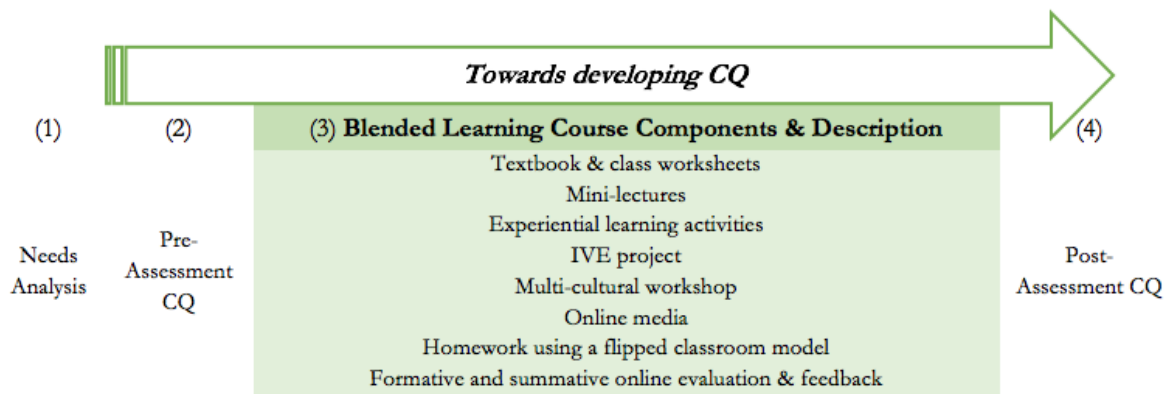 Towards developing CQ
(1)
(2)
(3) Blended Learning Course Components & Description
(4)
Needs
Analysis
Pre-
Assessment
CQ
Textbook & class worksheets
Mini-lectures
Experiential learning activities
IVE project
Multi-cultural workshop
Online media
Homework using a flipped classroom model
Formative and summative online evaluation & feedback
Post-
Assessment CQ